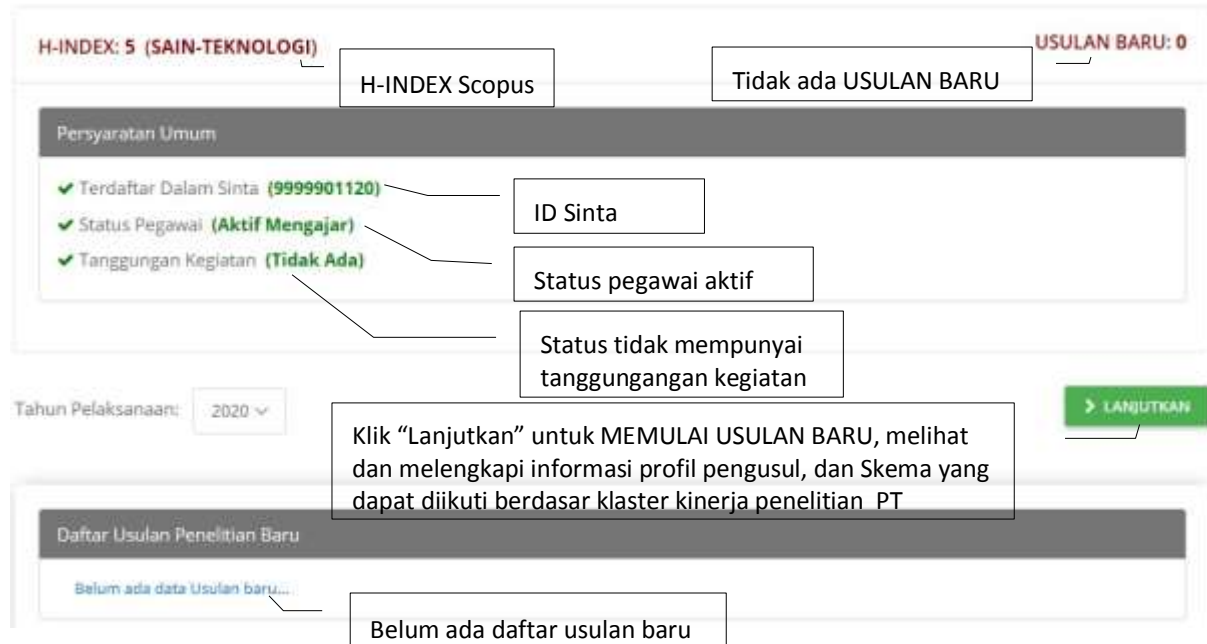 H-INDEX: 5 (SAIN-TEKNOLOGI)
USULAN BARU: 0
H-INDEX Scopus
Tidak ada USULAN BARU
Persyaratan Umum
✔ Terdaftar Dalam Sinta (9999901120)
ID Sinta
✔ Status Pegawai (Aktif Mengajar)
✔ Tanggungan Kegiatan (Tidak Ada)
Status pegawai aktif
Status tidak mempunyai
tanggungangan kegiatan
Tahun Pelaksanaan: 2020
> LANJUTKAN
Klik “Lanjutkan” untuk MEMULAI USULAN BARU, melihat
dan melengkapi informasi profil pengusul, dan Skema yang
dapat diikuti berdasar klaster kinerja penelitian PT
Daftar Usulan Penelitian Baru
Belum ada data Usulan baru...
Belum ada daftar usulan baru